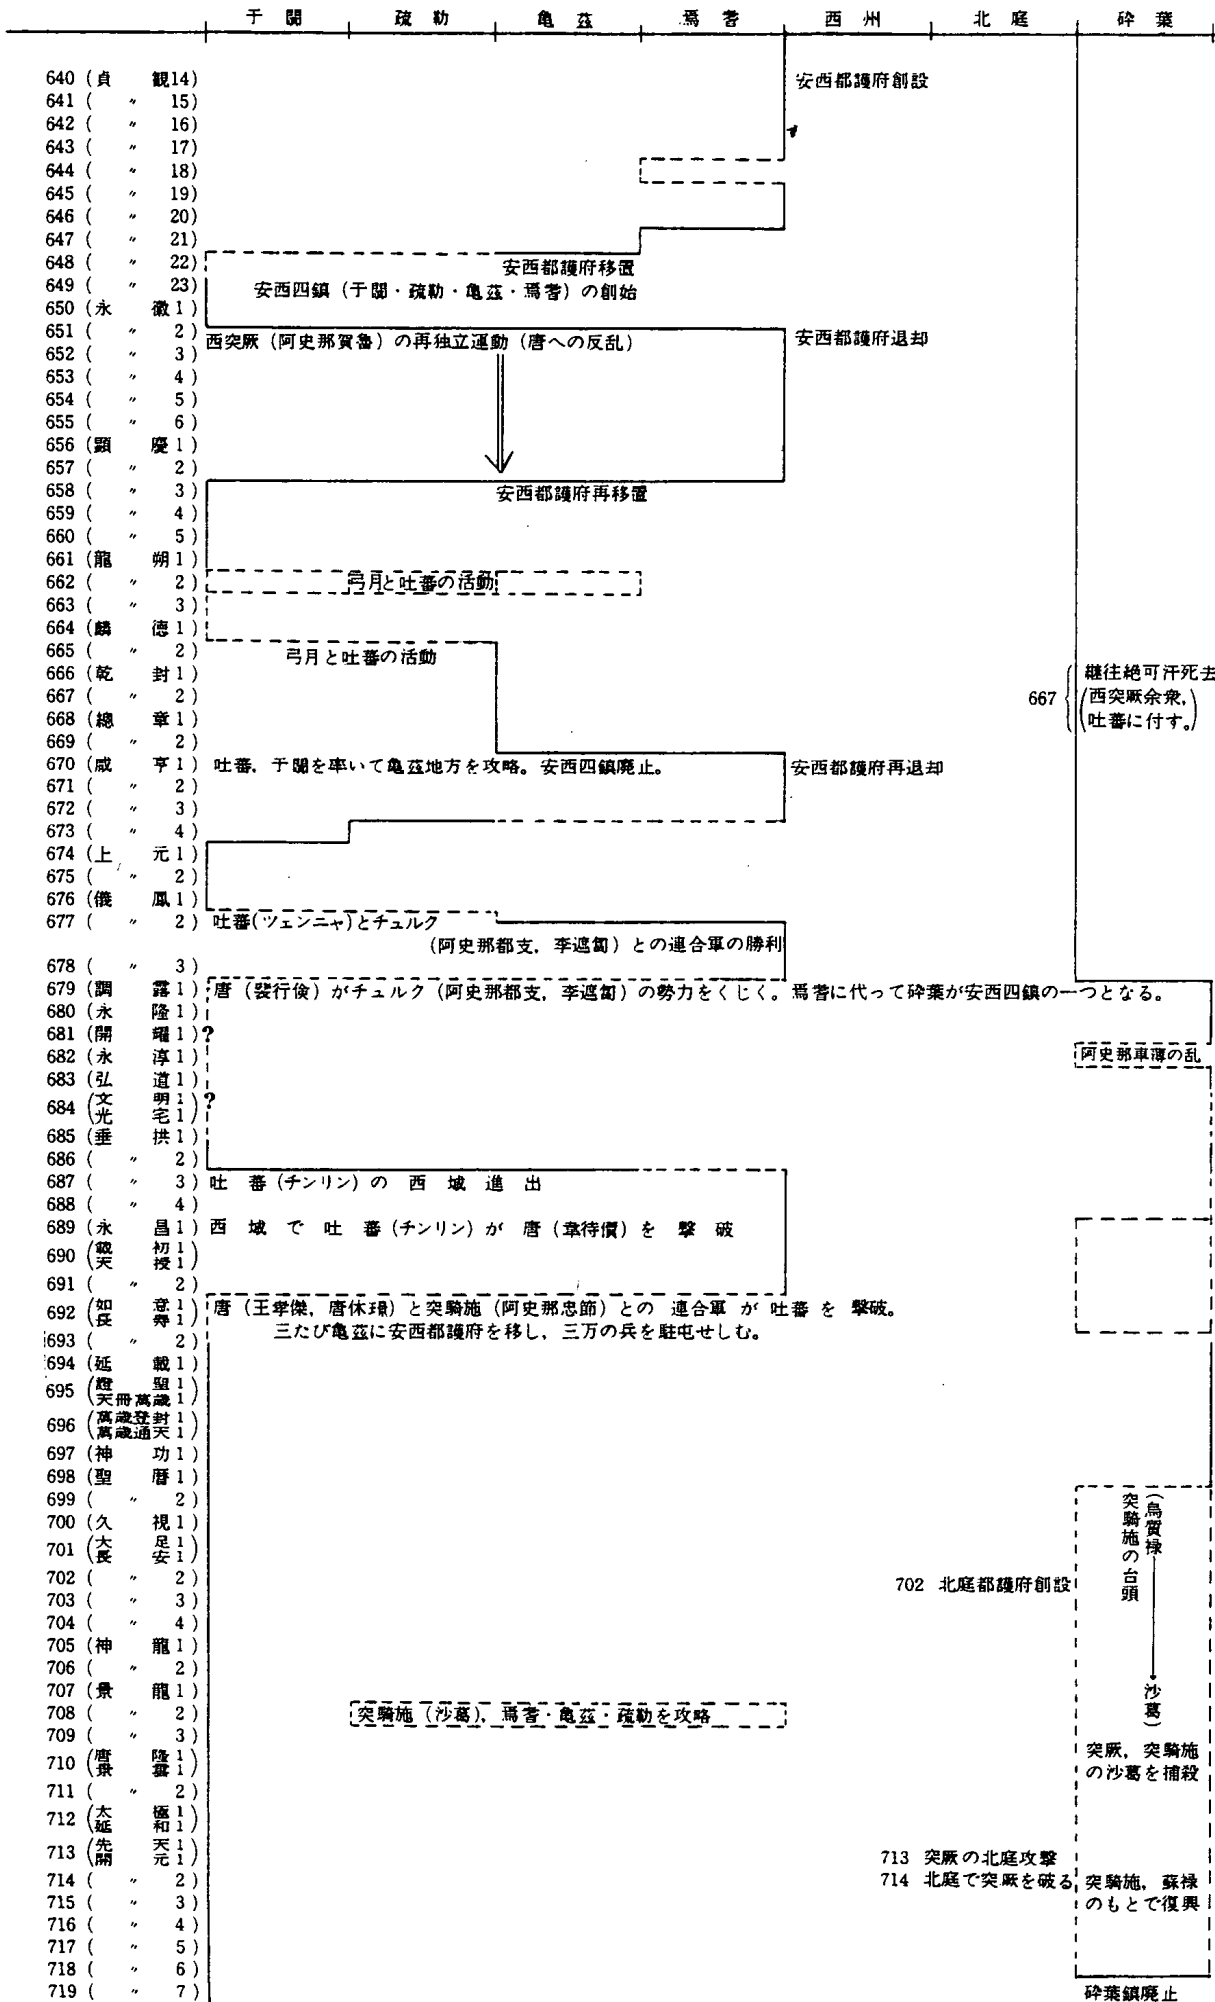 于闐 疏勒 亀茲 焉耆 西州 北庭 砕葉
640 (貞観14) 安西都護府創設
641 ( 〃 15)
642 ( 〃 16)
643 ( 〃 17)
644 ( 〃 18)
645 ( 〃 19)
646 ( 〃 20)
647 ( 〃 21)
648 ( 〃 22) 安西都護府移置
649 ( 〃 23) 安西四鎮 (于闐・疏勒・亀茲・焉耆) の創始
650 (永徽1)
651 ( 〃 2) 西突厥 (阿史那賀魯) の再独立運動 (唐への反乱) 安西都護府退却
652 ( 〃 3)
653 ( 〃 4)
654 ( 〃 5)
655 ( 〃 6)
656 (顕慶1)
657 ( 〃 2)
658 ( 〃 3) 安西都護府再移置
659 ( 〃 4)
660 ( 〃 5)
661 (龍朔1)
662 ( 〃 2) 弓月と吐蕃の活動
663 ( 〃 3)
664 (麟徳1)
665 ( 〃 2) 弓月と吐蕃の活動
666 (乾封1) 継往絶可汗死去
667 ( 〃 2) 667 (西突厥余衆,
668 (總章1) 吐蕃に付す。)
669 ( 〃 2)
670 (咸亨1) 吐蕃, 于闐を率いて亀茲地方を攻略。安西四鎮廃止。 安西都護府再退却
671 ( 〃 2)
672 ( 〃 3)
673 ( 〃 4)
674 (上元1)
675 ( 〃 2)
676 (儀鳳1)
677 ( 〃 2) 吐蕃(ツェンニャ)とチュルク
(阿史那都支, 李遮匐) との連合軍の勝利
678 ( 〃 3)
679 (調露1) 唐 (裴行儉) がチュルク (阿史那都支, 李遮匐) の勢力をくじく。焉耆に代って砕葉が安西四鎮の一つとなる。
680 (永隆1)
681 (開耀1) ?
682 (永淳1) 阿史那車薄の乱
683 (弘道1)
684 (文明1 光宅1) ?
685 (垂拱1)
686 ( 〃 2)
687 ( 〃 3) 吐蕃 (チンリン) の西域進出
688 ( 〃 4)
689 (永昌1) 西域で吐蕃 (チンリン) が唐 (韋待價) を撃破
690 (載初1 天授1)
691 ( 〃 2)
692 (如意1 長寿1) 唐 (王孝傑, 唐休璟) と突騎施 (阿史那忠節) との連合軍が吐蕃を撃破。
693 ( 〃 2) 三たび亀茲に安西都護府を移し, 三万の兵を駐屯せしむ。
694 (延載1)
695 (證聖1 天冊萬歳1)
696 (萬歳登封1 萬歳通天1)
697 (神功1)
698 (聖暦1)
699 ( 〃 2)
突騎施の台頭
(烏質禄→沙葛)
700 (久視1)
701 (大足1 長安1)
702 ( 〃 2) 702 北庭都護府創設
703 ( 〃 3)
704 ( 〃 4)
705 (神龍1)
706 ( 〃 2)
707 (景龍1)
708 ( 〃 2) 突騎施 (沙葛), 焉耆・亀茲・疏勒を攻略
709 ( 〃 3)
710 (唐隆1 景雲1) 突厥, 突騎施
の沙葛を捕殺
711 ( 〃 2)
712 (太極1 延和1)
713 (先天1 開元1) 713 突厥の北庭攻撃
714 ( 〃 2) 714 北庭で突厥を破る 突騎施, 蘇禄
715 ( 〃 3) のもとで復興
716 ( 〃 4)
717 ( 〃 5)
718 ( 〃 6)
719 ( 〃 7) 砕葉鎮廃止